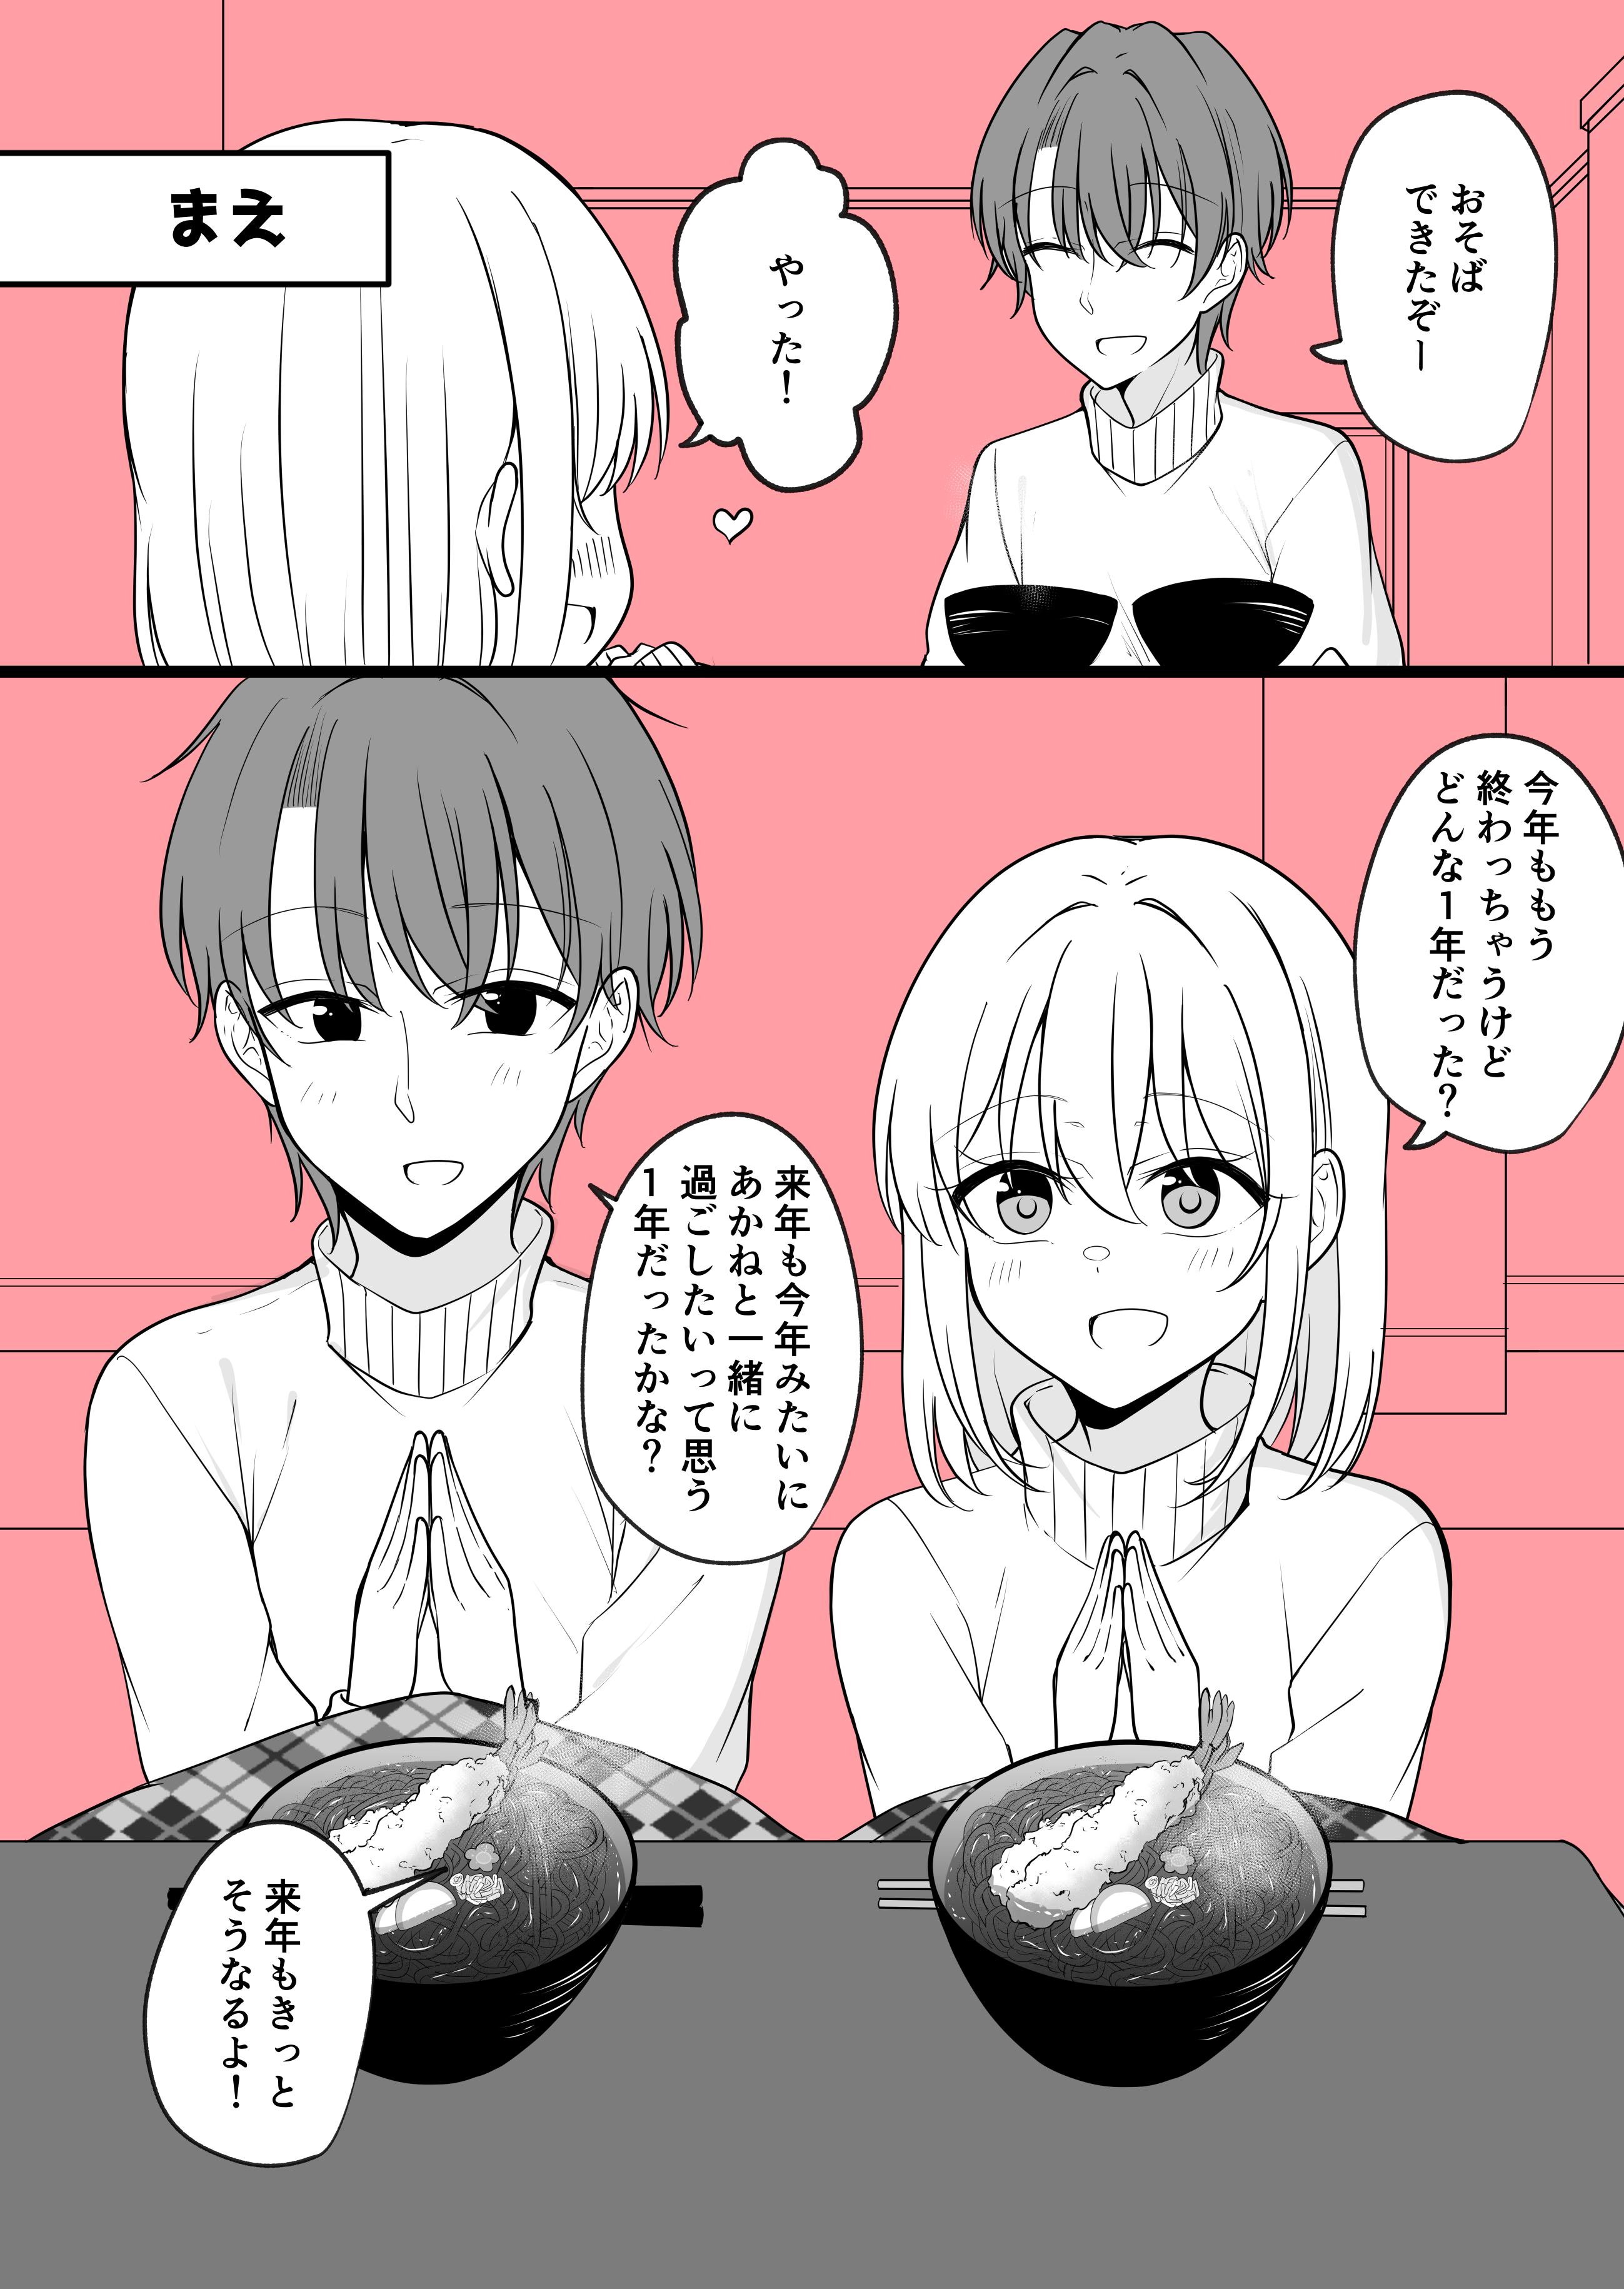 まえ
おそば
できたぞー
やった！
今年ももう
終わっちゃうけど
どんな1年だった？
来年も今年みたいに
あかねと一緒に
過ごしたいって思う
1年だったかな？
来年もきっと
そうなるよ！